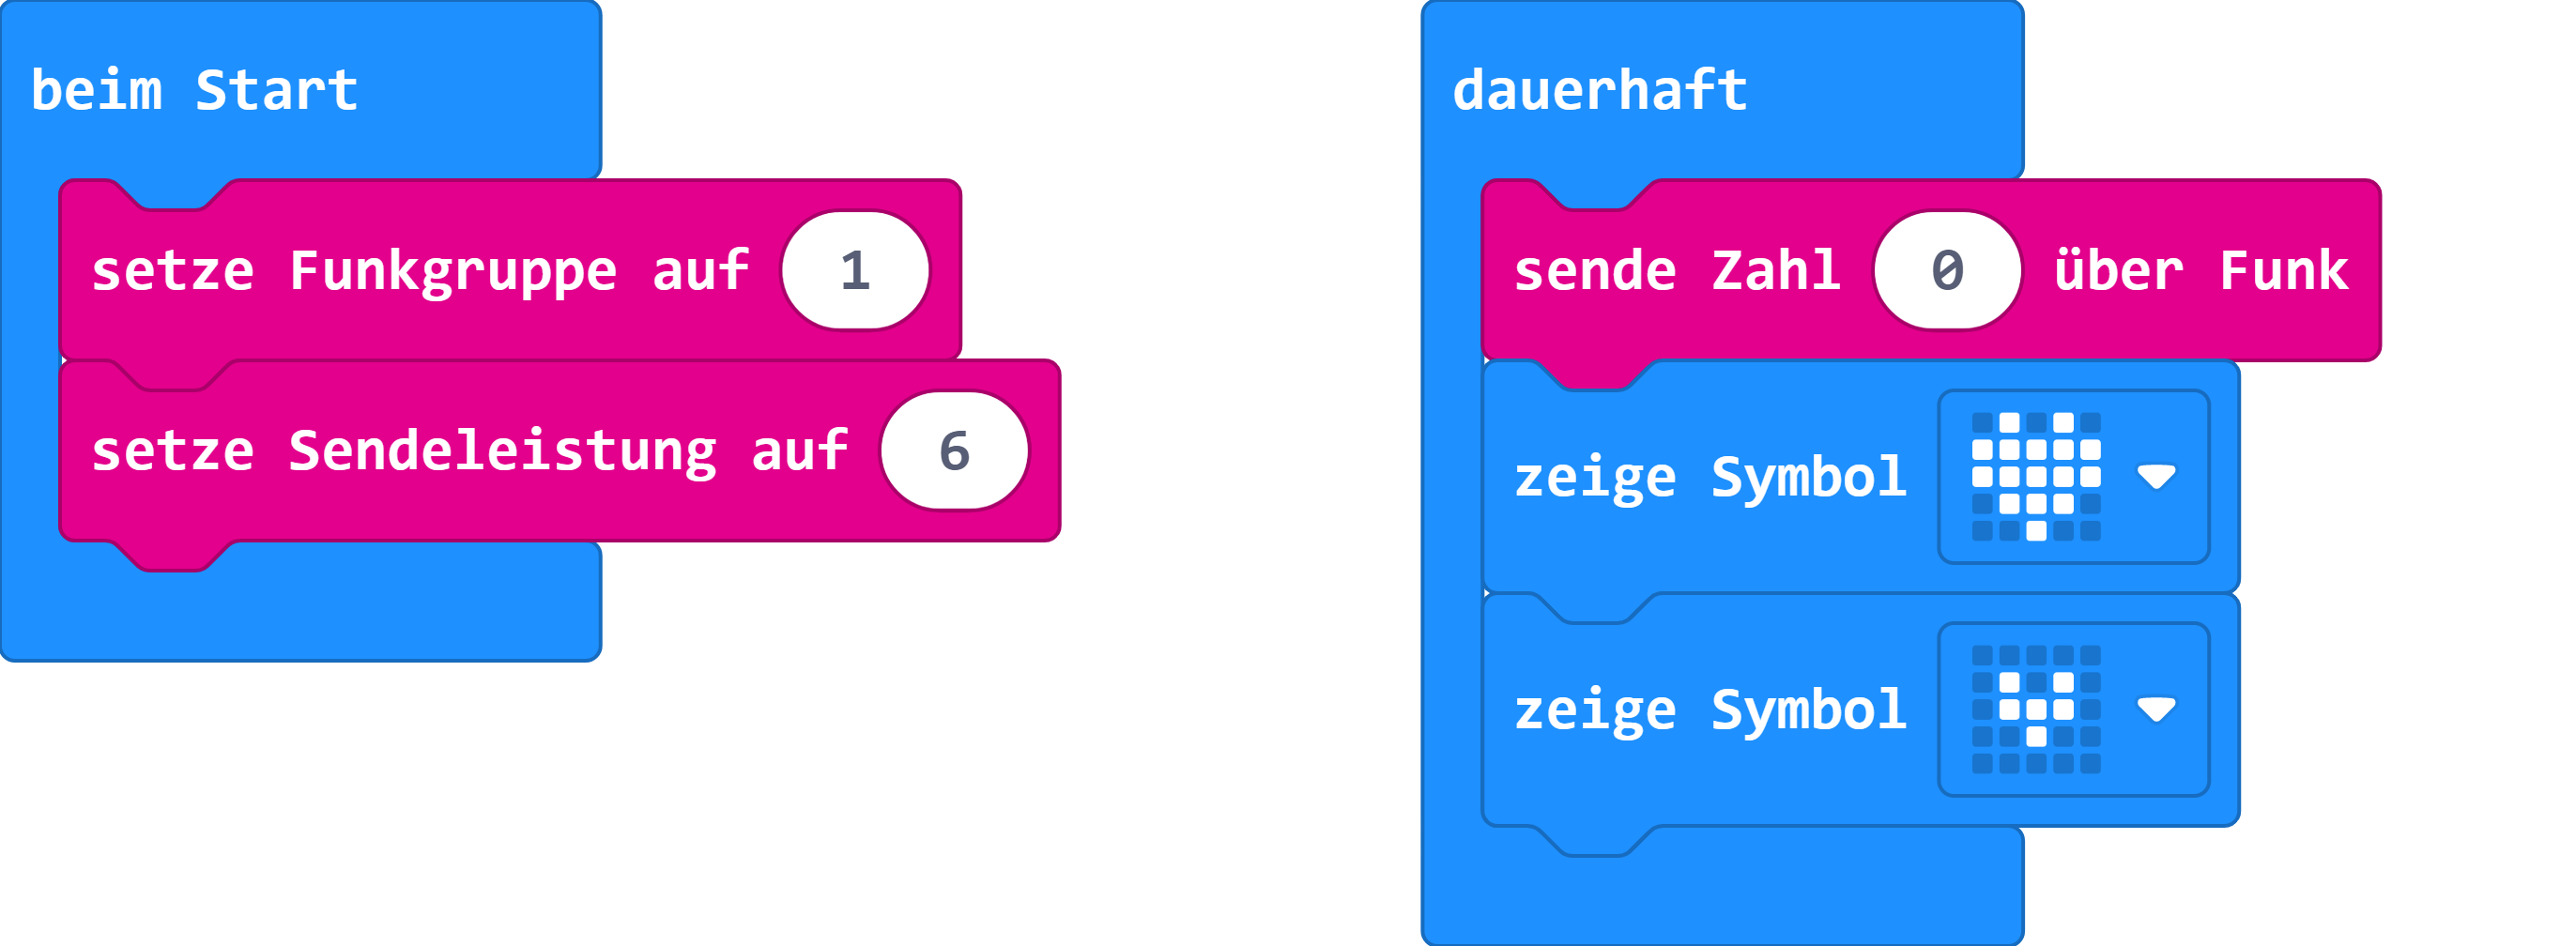 beim Start
setze Funkgruppe auf 1
setze Sendeleistung auf 6
dauerhaft
sende Zahl 0 über Funk
zeige Symbol
zeige Symbol